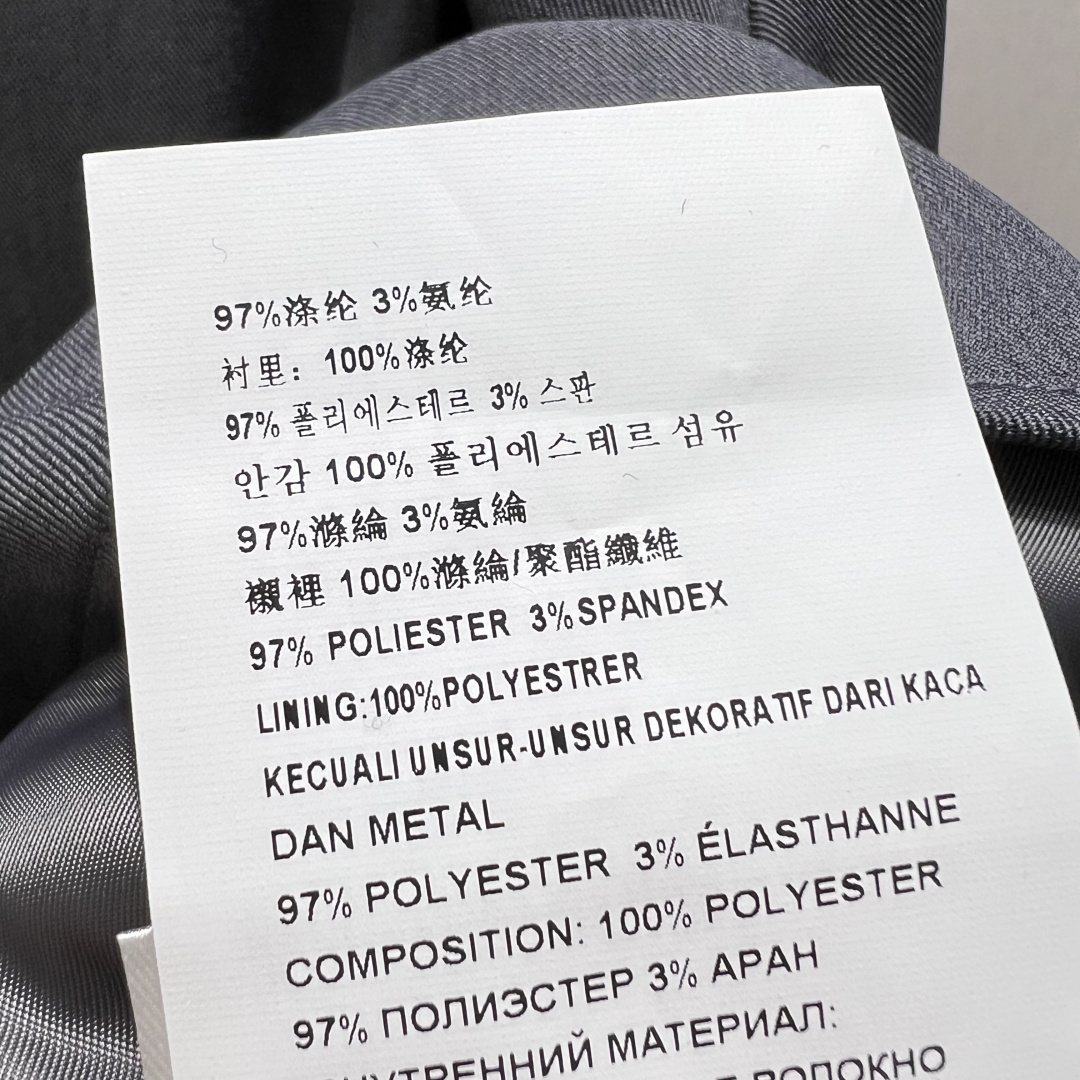 97%涤纶 3%氨纶
衬里：100%涤纶
97% 폴리에스테르 3% 스판
안감 100% 폴리에스테르 섬유
97%滌綸 3%氨綸
襯裡 100%滌綸/聚酯纖維
97% POLIESTER 3%SPANDEX
LINING:100%POLYESTRER
KECUALI UNSUR-UNSUR DEKORATIF DARI KACA
DAN METAL
97% POLYESTER 3% ÉLASTHANNE
COMPOSITION: 100% POLYESTER
97% ПОЛИЭСТЕР 3% АРАН
МАТЕРИАЛ:
ВОЛОКНО